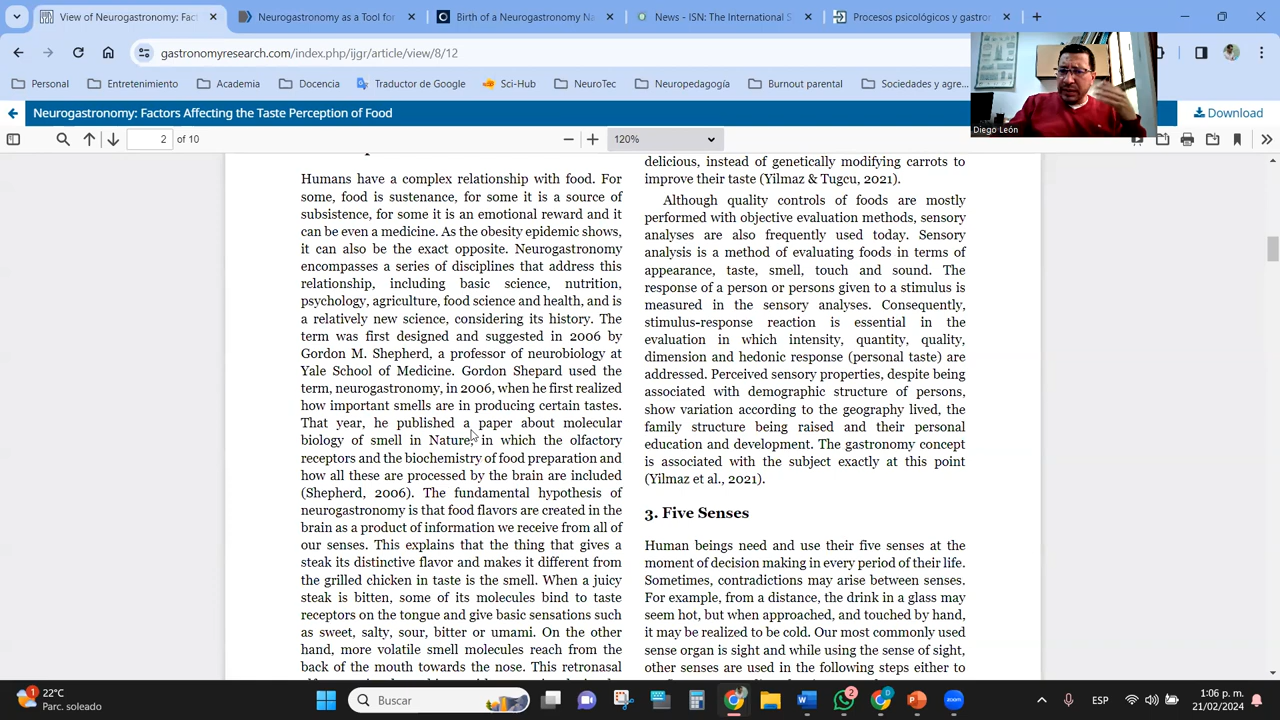 View of Neurogastronomy: Fact
Neurogastronomy as a Tool for
Birth of a Neurogastronomy Na
News - ISN: The International S
Procesos psicológicos y gastror
gastronomyresearch.com/index.php/ijgr/article/view/8/12
Personal
Entretenimiento
Academia
Docencia
Traductor de Google
Sci-Hub
NeuroTec
Neuropedagogía
Burnout parental
Sociedades y agre...
Diego León
Neurogastronomy: Factors Affecting the Taste Perception of Food
Download
2 of 10
120%
Humans have a complex relationship with food. For
some, food is sustenance, for some it is a source of
subsistence, for some it is an emotional reward and it
can be even a medicine. As the obesity epidemic shows,
it can also be the exact opposite. Neurogastronomy
encompasses a series of disciplines that address this
relationship, including basic science, nutrition,
psychology, agriculture, food science and health, and is
a relatively new science, considering its history. The
term was first designed and suggested in 2006 by
Gordon M. Shepherd, a professor of neurobiology at
Yale School of Medicine. Gordon Shepard used the
term, neurogastronomy, in 2006, when he first realized
how important smells are in producing certain tastes.
That year, he published a paper about molecular
biology of smell in Nature, in which the olfactory
receptors and the biochemistry of food preparation and
how all these are processed by the brain are included
(Shepherd, 2006). The fundamental hypothesis of
neurogastronomy is that food flavors are created in the
brain as a product of information we receive from all of
our senses. This explains that the thing that gives a
steak its distinctive flavor and makes it different from
the grilled chicken in taste is the smell. When a juicy
steak is bitten, some of its molecules bind to taste
receptors on the tongue and give basic sensations such
as sweet, salty, sour, bitter or umami. On the other
hand, more volatile smell molecules reach from the
back of the mouth towards the nose. This retronasal
delicious, instead of genetically modifying carrots to
improve their taste (Yilmaz & Tugcu, 2021).
Although quality controls of foods are mostly
performed with objective evaluation methods, sensory
analyses are also frequently used today. Sensory
analysis is a method of evaluating foods in terms of
appearance, taste, smell, touch and sound. The
response of a person or persons given to a stimulus is
measured in the sensory analyses. Consequently,
stimulus-response reaction is essential in the
evaluation in which intensity, quantity, quality,
dimension and hedonic response (personal taste) are
addressed. Perceived sensory properties, despite being
associated with demographic structure of persons,
show variation according to the geography lived, the
family structure being raised and their personal
education and development. The gastronomy concept
is associated with the subject exactly at this point
(Yilmaz et al., 2021).
3. Five Senses
Human beings need and use their five senses at the
moment of decision making in every period of their life.
Sometimes, contradictions may arise between senses.
For example, from a distance, the drink in a glass may
seem hot, but when approached, and touched by hand,
it may be realized to be cold. Our most commonly used
sense organ is sight and while using the sense of sight,
other senses are used in the following steps either to
1
22°C
Parc. soleado
Buscar
2
ESP
1:06 p. m.
21/02/2024